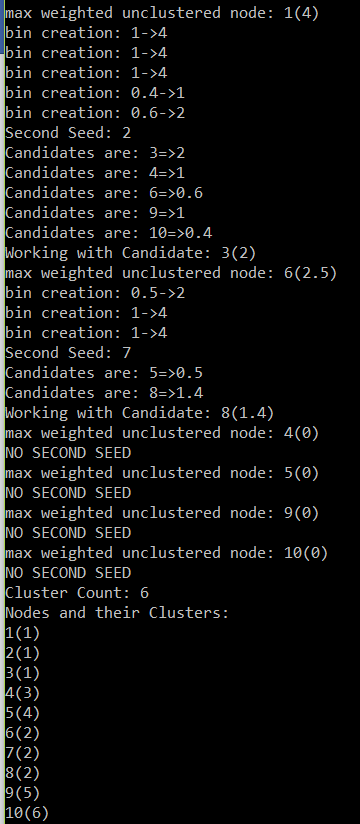 max weighted unclustered node: 1(4)
bin creation: 1->4
bin creation: 1->4
bin creation: 1->4
bin creation: 0.4->1
bin creation: 0.6->2
Second Seed: 2
Candidates are: 3=>2
Candidates are: 4=>1
Candidates are: 6=>0.6
Candidates are: 9=>1
Candidates are: 10=>0.4
Working with Candidate: 3(2)
max weighted unclustered node: 6(2.5)
bin creation: 0.5->2
bin creation: 1->4
bin creation: 1->4
Second Seed: 7
Candidates are: 5=>0.5
Candidates are: 8=>1.4
Working with Candidate: 8(1.4)
max weighted unclustered node: 4(0)
NO SECOND SEED
max weighted unclustered node: 5(0)
NO SECOND SEED
max weighted unclustered node: 9(0)
NO SECOND SEED
max weighted unclustered node: 10(0)
NO SECOND SEED
Cluster Count: 6
Nodes and their Clusters:
1(1)
2(1)
3(1)
4(3)
5(4)
6(2)
7(2)
8(2)
9(5)
10(6)